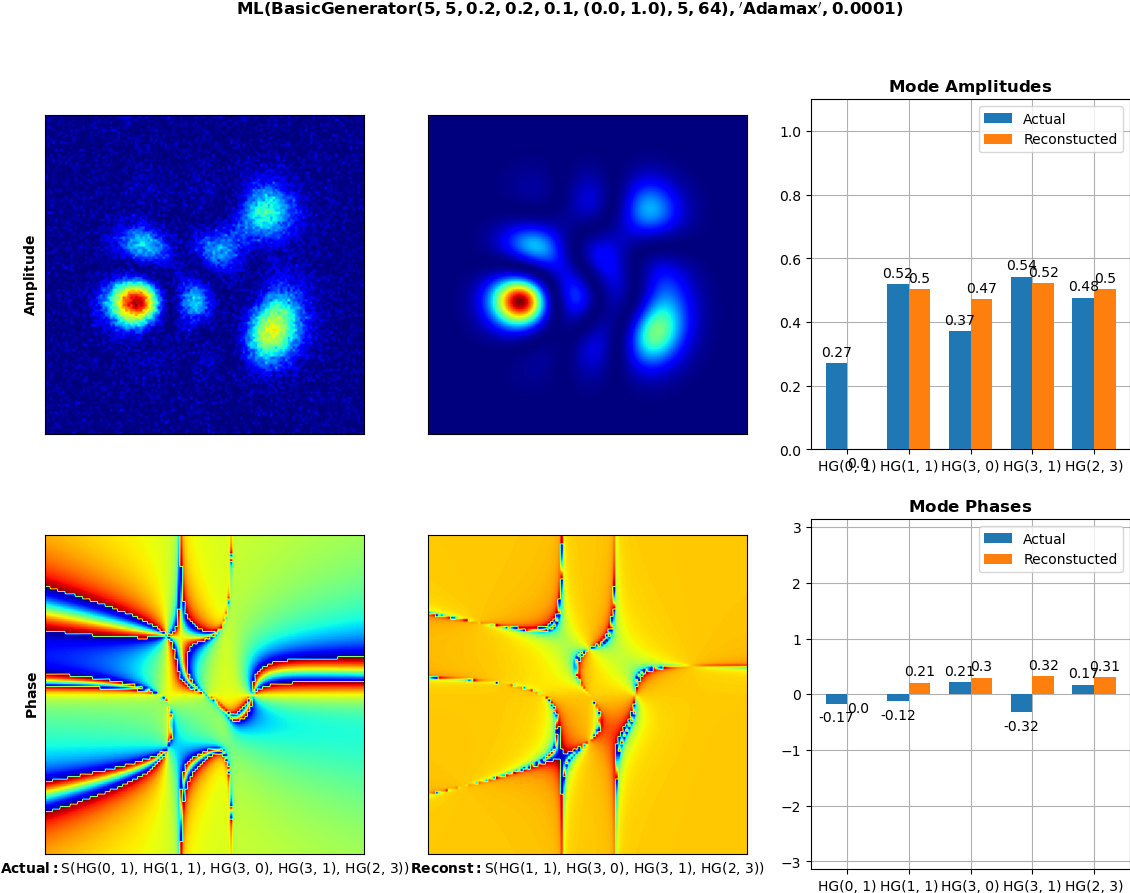 ML(BasicGenerator(5, 5, 0.2, 0.2, 0.1, (0.0, 1.0), 5, 64), ′Adamax′, 0.0001)
Mode Amplitudes
Amplitude
Actual
Reconstucted
1.0
0.8
0.6
0.4
0.2
0.0
0.27
0.0
0.52
0.5
0.37
0.47
0.54
0.52
0.48
0.5
HG(0, 1) HG(1, 1) HG(3, 0) HG(3, 1) HG(2, 3)
Mode Phases
Phase
Actual
Reconstucted
3
2
1
0
−1
−2
−3
-0.17
0.0
-0.12
0.21
0.21
0.3
-0.32
0.32
0.17
0.31
HG(0, 1) HG(1, 1) HG(3, 0) HG(3, 1) HG(2, 3)
Actual: S(HG(0, 1), HG(1, 1), HG(3, 0), HG(3, 1), HG(2, 3))
Reconst: S(HG(1, 1), HG(3, 0), HG(3, 1), HG(2, 3))